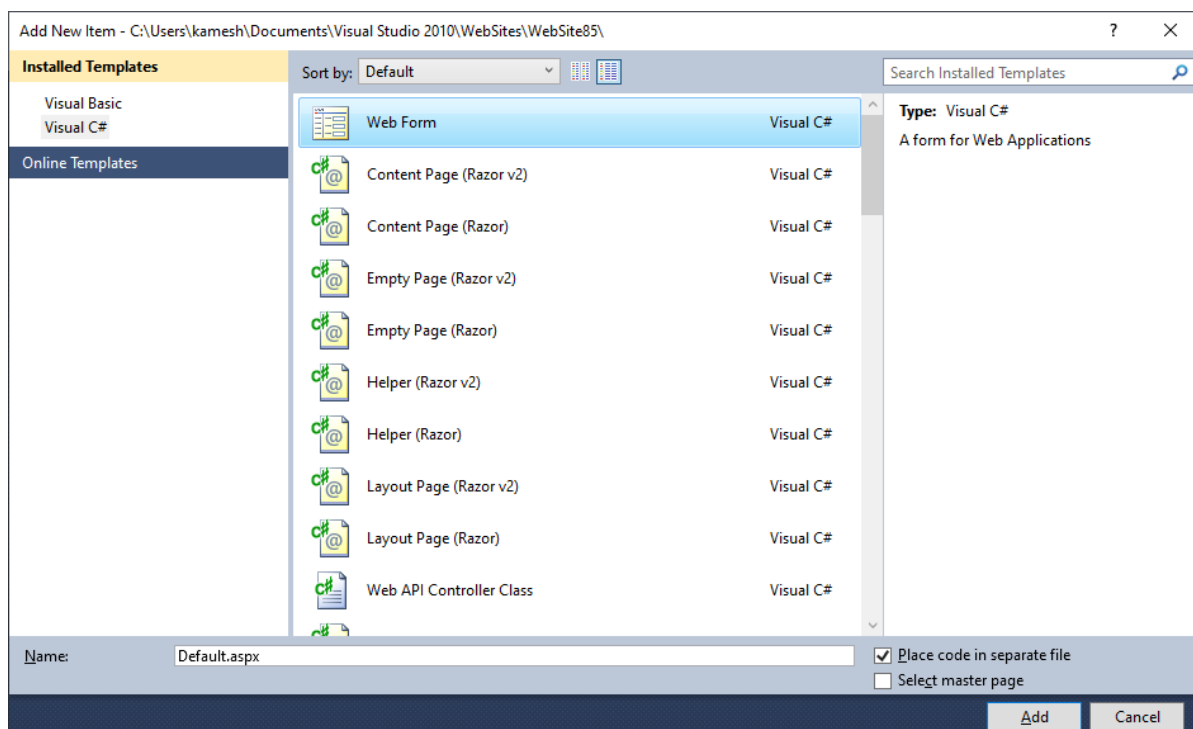 Add New Item - C:\Users\kamesh\Documents\Visual Studio 2010\WebSites\WebSite85\ ?
Installed Templates
Visual Basic
Visual C#
Online Templates
Sort by: Default
Web Form Visual C#
C# @ Content Page (Razor v2) Visual C#
C# @ Content Page (Razor) Visual C#
C# @ Empty Page (Razor v2) Visual C#
C# @ Empty Page (Razor) Visual C#
C# @ Helper (Razor v2) Visual C#
C# @ Helper (Razor) Visual C#
C# @ Layout Page (Razor v2) Visual C#
C# @ Layout Page (Razor) Visual C#
C# Web API Controller Class Visual C#
Search Installed Templates
Type: Visual C#
A form for Web Applications
Name: Default.aspx
Place code in separate file
Select master page
Add Cancel